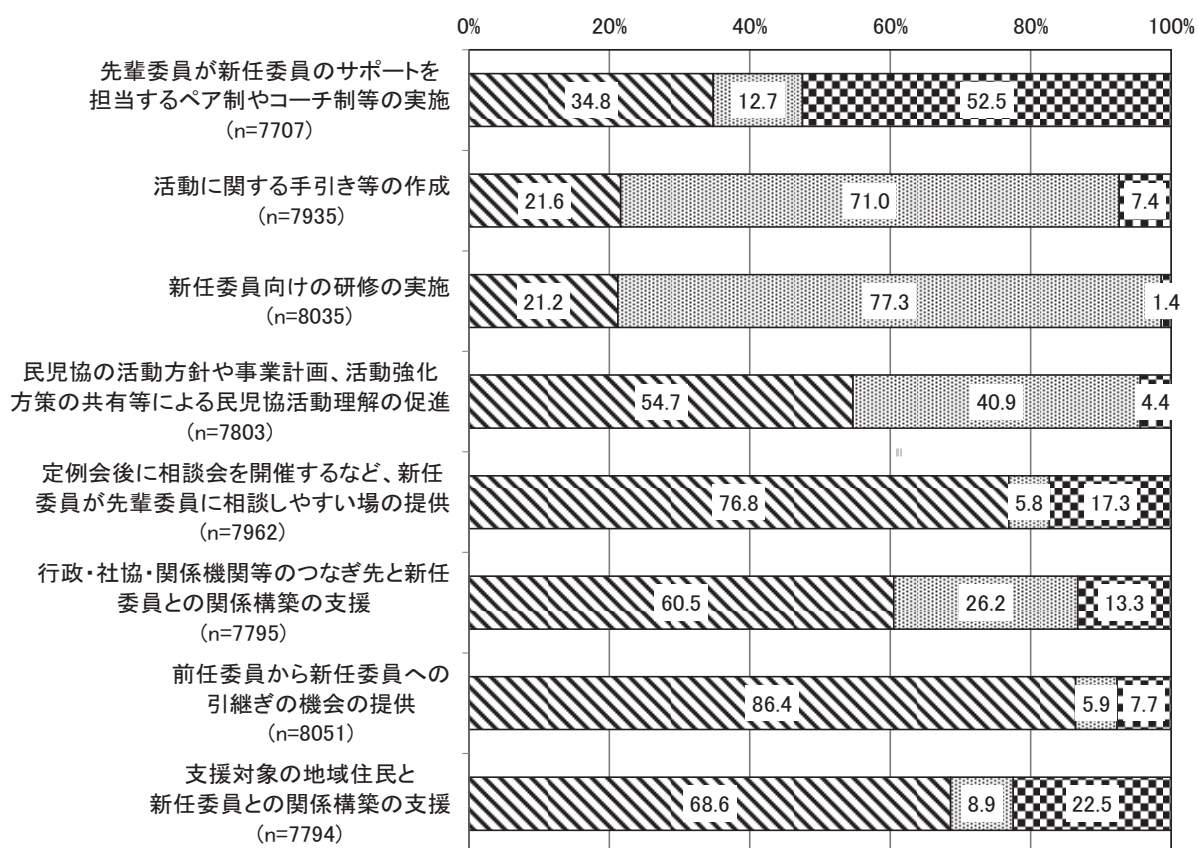 0% 20% 40% 60% 80% 100%
先輩委員が新任委員のサポートを
担当するペア制やコーチ制等の実施
(n=7707)
34.8 12.7 52.5
活動に関する手引き等の作成
(n=7935)
21.6 71.0 7.4
新任委員向けの研修の実施
(n=8035)
21.2 77.3 1.4
民児協の活動方針や事業計画、活動強化
方策の共有等による民児協活動理解の促進
(n=7803)
54.7 40.9 4.4
定例会後に相談会を開催するなど、新任
委員が先輩委員に相談しやすい場の提供
(n=7962)
76.8 5.8 17.3
行政・社協・関係機関等のつなぎ先と新任
委員との関係構築の支援
(n=7795)
60.5 26.2 13.3
前任委員から新任委員への
引継ぎの機会の提供
(n=8051)
86.4 5.9 7.7
支援対象の地域住民と
新任委員との関係構築の支援
(n=7794)
68.6 8.9 22.5